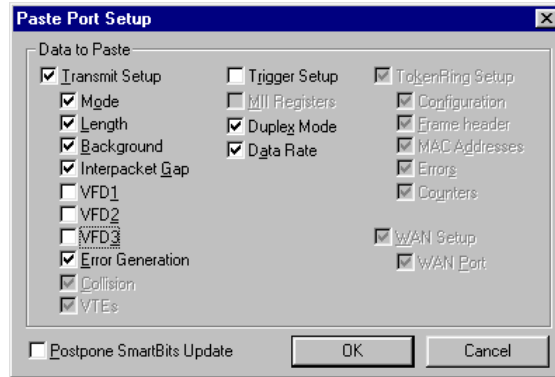 Paste Port Setup
Data to Paste
Transmit Setup
Mode
Length
Background
Interpacket Gap
VFD1
VFD2
VFD3
Error Generation
Collision
VTEs
Trigger Setup
MII Registers
Duplex Mode
Data Rate
TokenRing Setup
Configuration
Frame header
MAC Addresses
Errors
Counters
WAN Setup
WAN Port
Postpone SmartBits Update
OK
Cancel